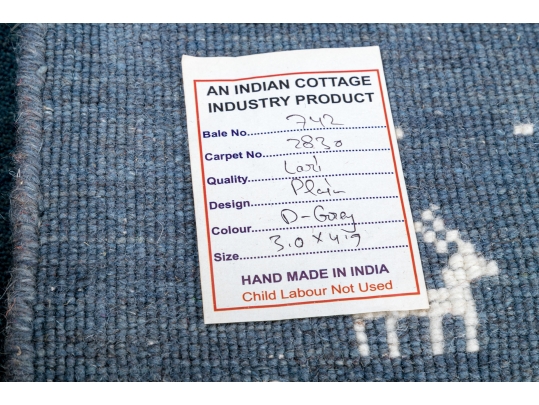 AN INDIAN COTTAGE
INDUSTRY PRODUCT
Bale No. 742
Carpet No. 2830
Quality. Lori
Design. Plain
Colour. D-Grey
Size. 3.0 x 4.9
HAND MADE IN INDIA
Child Labour Not Used